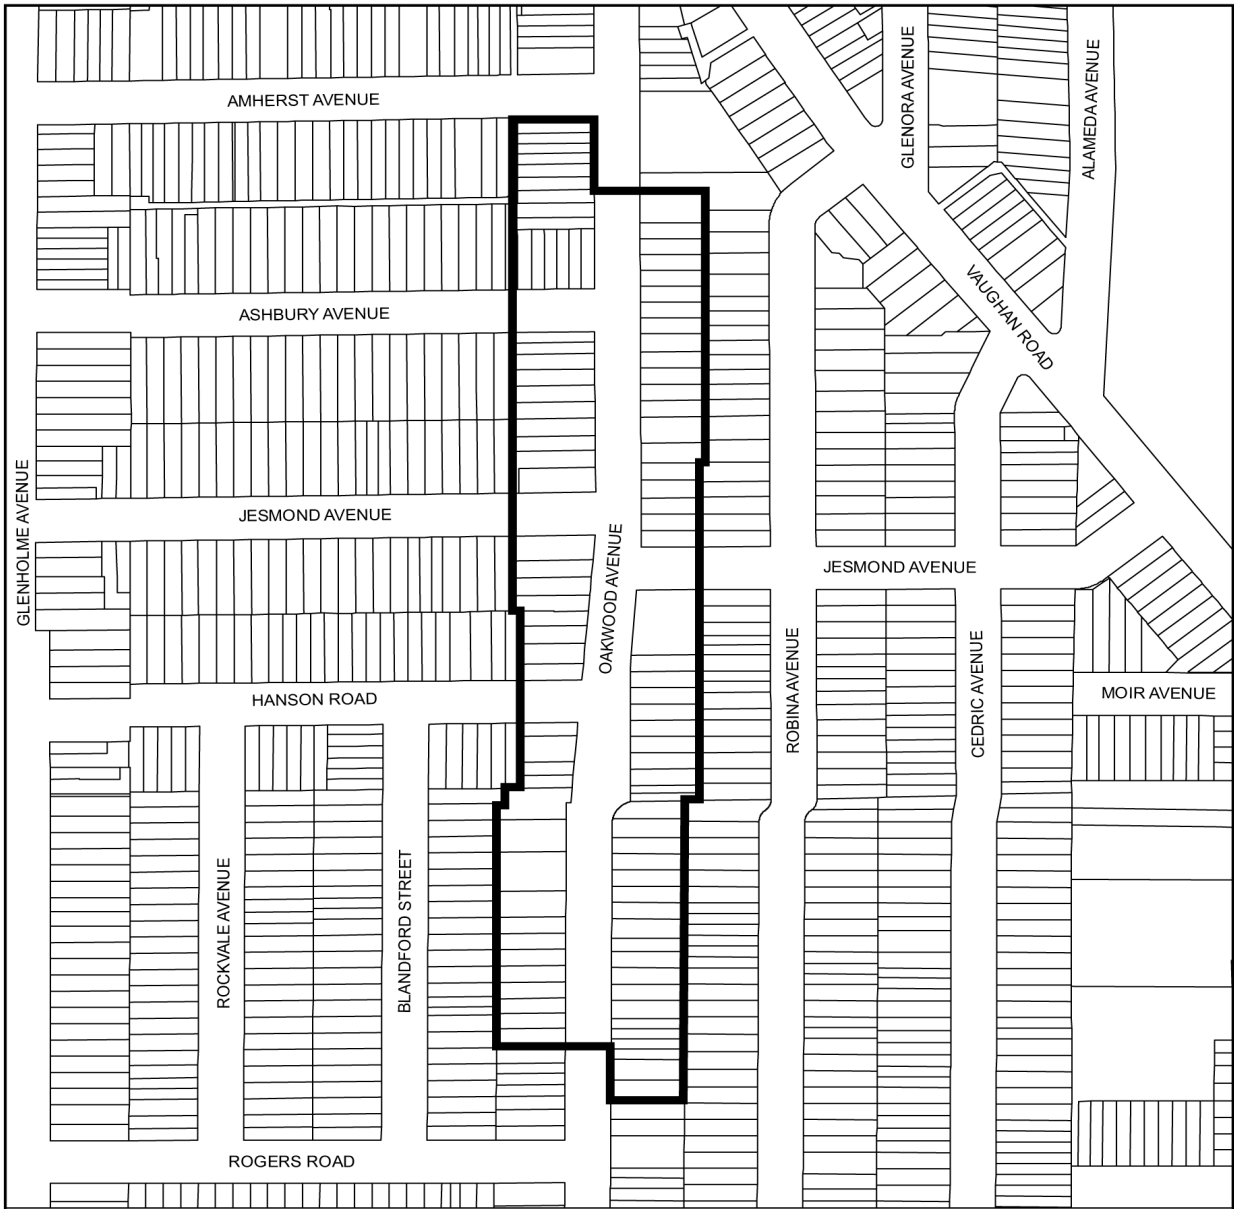 AMHERST AVENUE
GLENORA AVENUE
ALAMEDA AVENUE
ASHBURY AVENUE
VAUGHAN ROAD
GLENHOLME AVENUE
JESMOND AVENUE
OAKWOOD AVENUE
JESMOND AVENUE
HANSON ROAD
ROBINA AVENUE
CEDRIC AVENUE
MOIR AVENUE
ROCKVALE AVENUE
BLANDFORD STREET
ROGERS ROAD